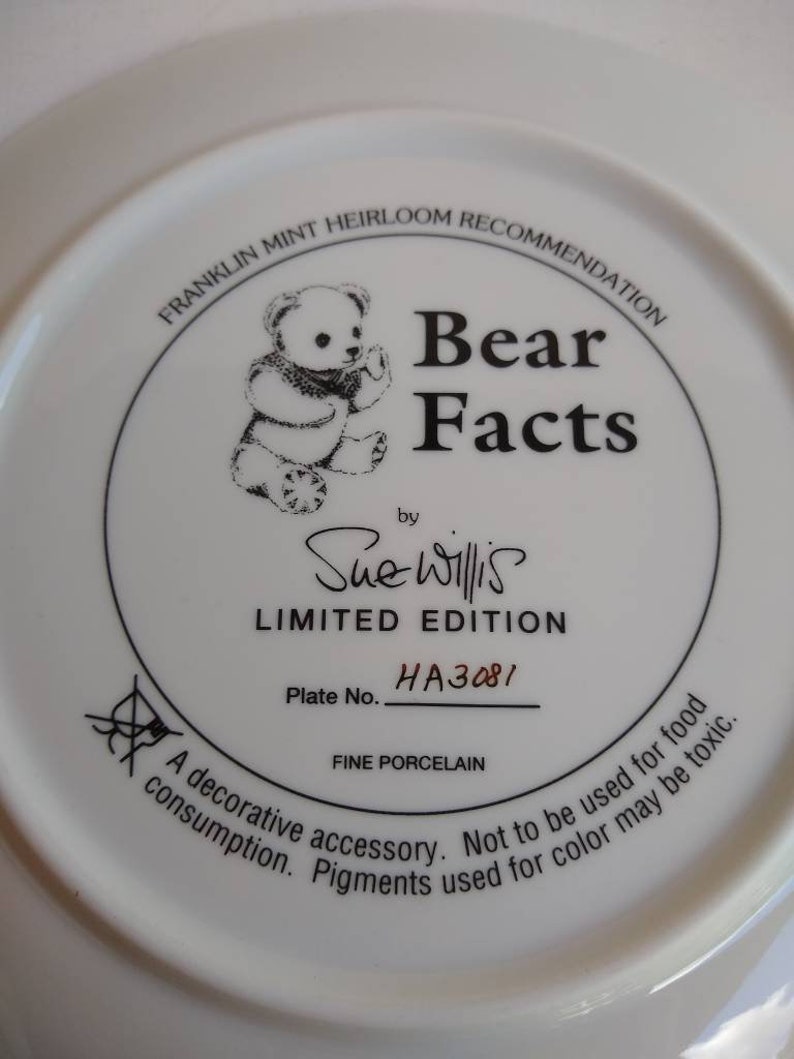 FRANKLIN MINT HEIRLOOM RECOMMENDATION
Bear
Facts
by
Sue Willis
LIMITED EDITION
Plate No. HA3081
FINE PORCELAIN
A decorative accessory. Not to be used for food
consumption. Pigments used for color may be toxic.